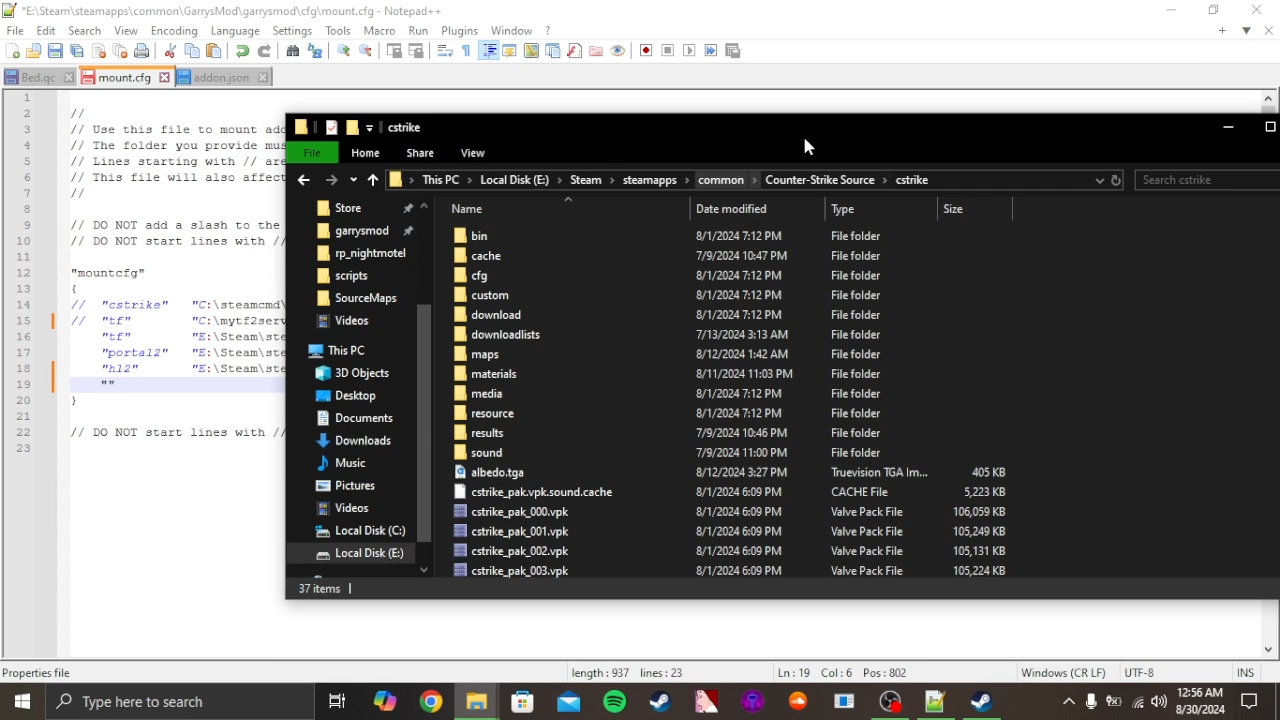 *E:\Steam\steamapps\common\GarrysMod\garrysmod\cfg\mount.cfg - Notepad++
File Edit Search View Encoding Language Settings Tools Macro Run Plugins Window ?
Bed.qc mount.cfg addon.json
1
2 //
3 // Use this file to mount add
4 // The folder you provide mus
5 // Lines starting with // are
6 // This file will also affect
7 //
8
9 // DO NOT add a slash to the
10 // DO NOT start lines with //
11
12 "mountcfg"
13 {
14 // "cstrike" "C:\steamcmd\
15 // "tf" "C:\mytf2serv
16 "tf" "E:\Steam\ste
17 "portal2" "E:\Steam\ste
18 "hl2" "E:\Steam\ste
19 ""
20 }
21
22 // DO NOT start lines with //
23
cstrike
File Home Share View
This PC › Local Disk (E:) › Steam › steamapps › common › Counter-Strike Source › cstrike
Search cstrike
Store
garrysmod
rp_nightmotel
scripts
SourceMaps
Videos
This PC
3D Objects
Desktop
Documents
Downloads
Music
Pictures
Videos
Local Disk (C:)
Local Disk (E:)
Name Date modified Type Size
bin 8/1/2024 7:12 PM File folder
cache 7/9/2024 10:47 PM File folder
cfg 8/1/2024 7:12 PM File folder
custom 8/1/2024 7:12 PM File folder
download 8/1/2024 7:12 PM File folder
downloadlists 7/13/2024 3:13 AM File folder
maps 8/12/2024 1:42 AM File folder
materials 8/11/2024 11:03 PM File folder
media 8/1/2024 7:12 PM File folder
resource 8/1/2024 7:12 PM File folder
results 7/9/2024 10:46 PM File folder
sound 7/9/2024 11:00 PM File folder
albedo.tga 8/12/2024 3:27 PM Truevision TGA Im... 405 KB
cstrike_pak.vpk.sound.cache 8/1/2024 6:09 PM CACHE File 5,223 KB
cstrike_pak_000.vpk 8/1/2024 6:09 PM Valve Pack File 106,059 KB
cstrike_pak_001.vpk 8/1/2024 6:09 PM Valve Pack File 105,249 KB
cstrike_pak_002.vpk 8/1/2024 6:09 PM Valve Pack File 105,131 KB
cstrike_pak_003.vpk 8/1/2024 6:09 PM Valve Pack File 105,224 KB
37 items
Properties file length : 937 lines : 23 Ln : 19 Col : 6 Pos : 802 Windows (CR LF) UTF-8 INS
Type here to search
12:56 AM
8/30/2024